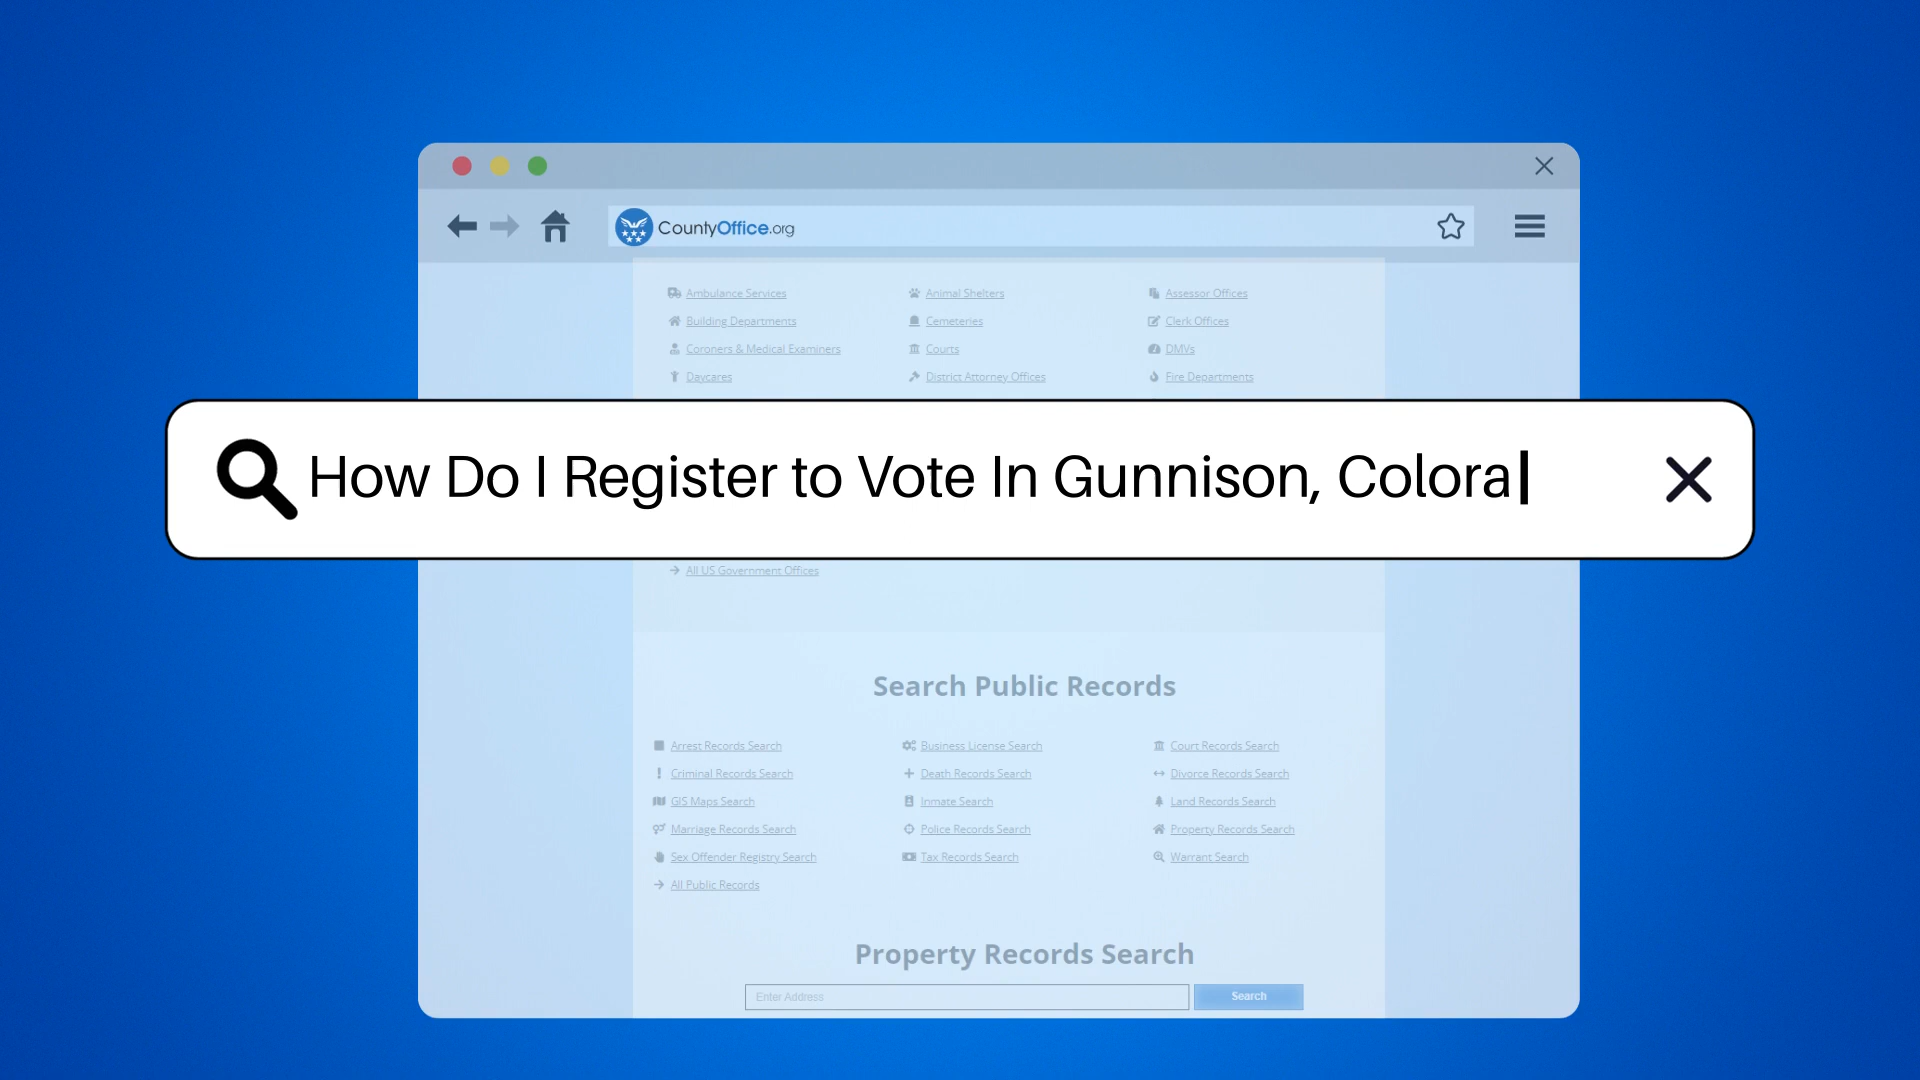 CountyOffice.org
Ambulance Services Animal Shelters Assessor Offices
Building Departments Cemeteries Clerk Offices
Coroners & Medical Examiners Courts DMVs
Daycares District Attorney Offices Fire Departments
How Do I Register to Vote In Gunnison, Colora
All US Government Offices
Search Public Records
Arrest Records Search Business License Search Court Records Search
Criminal Records Search Death Records Search Divorce Records Search
GIS Maps Search Inmate Search Land Records Search
Marriage Records Search Police Records Search Property Records Search
Sex Offender Registry Search Tax Records Search Warrant Search
All Public Records
Property Records Search
Enter Address Search